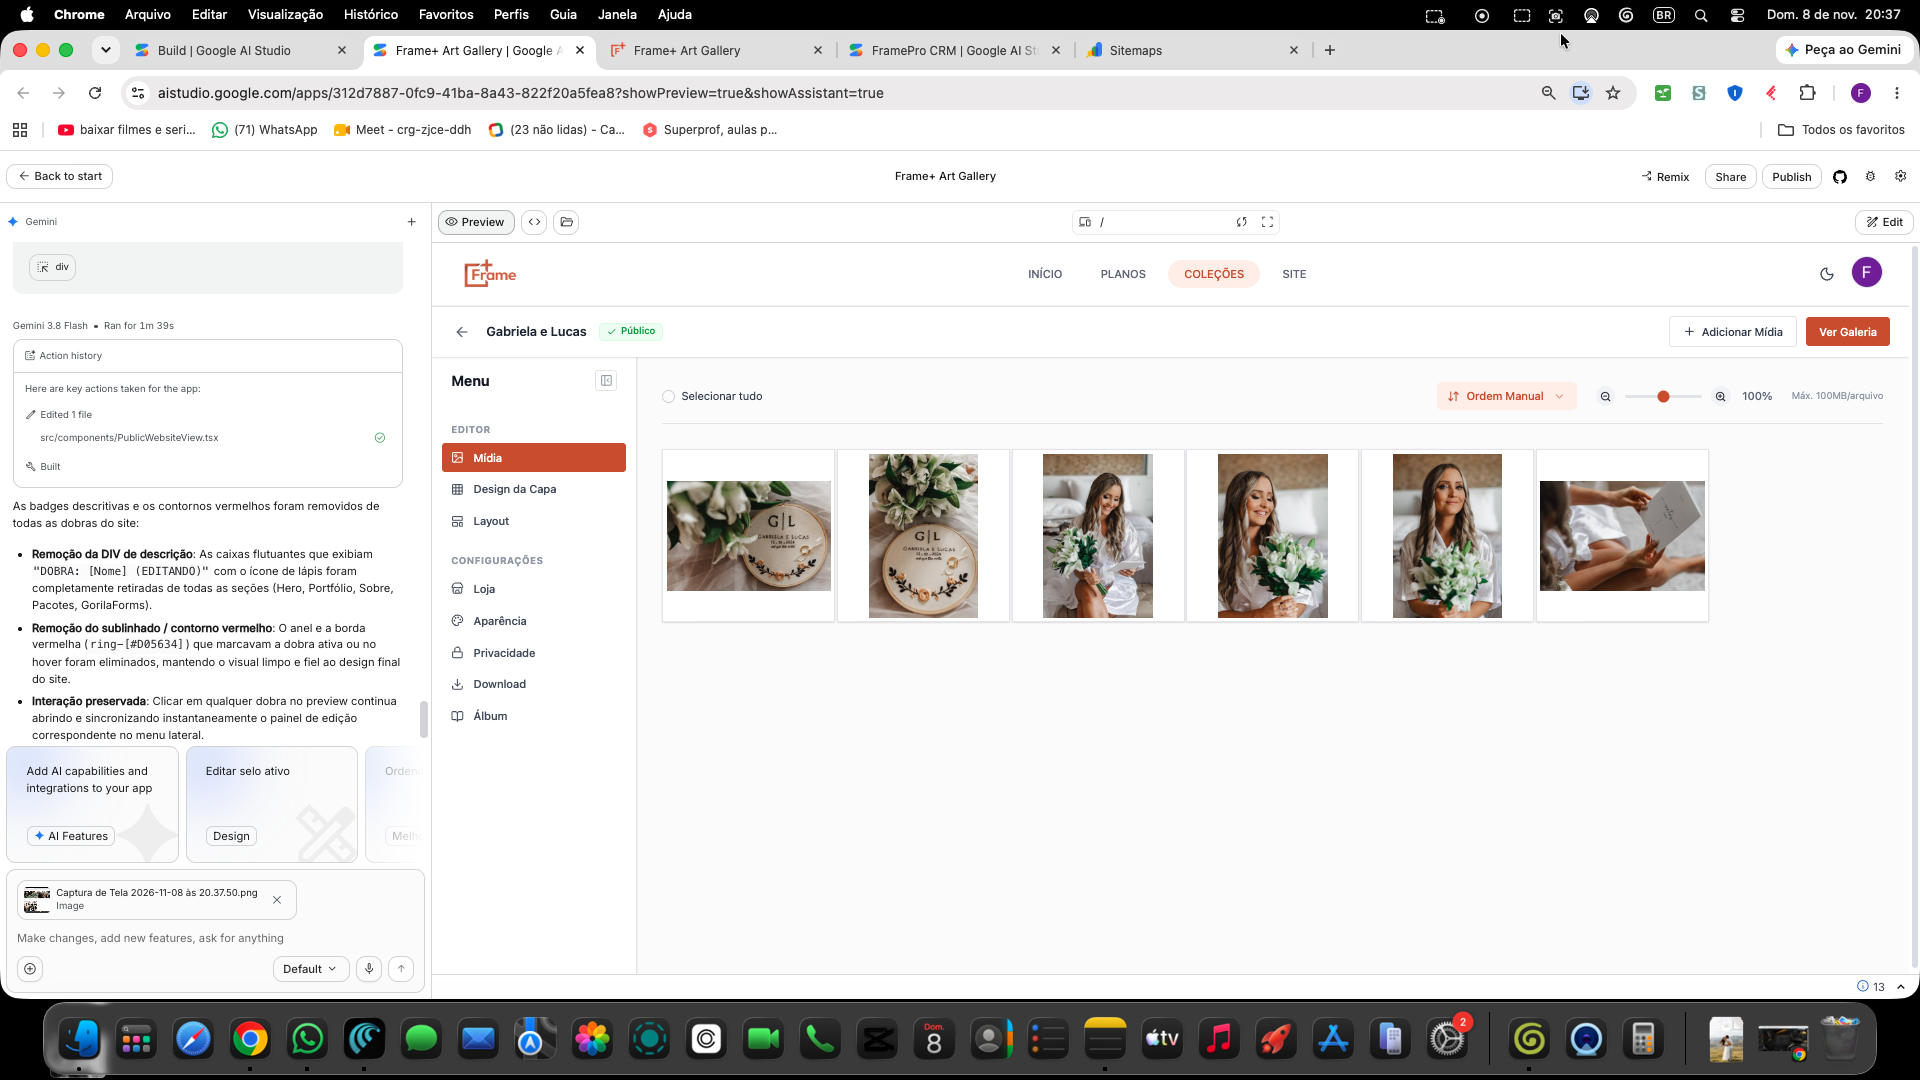 Chrome Arquivo Editar Visualização Histórico Favoritos Perfis Guia Janela Ajuda
BR Dom. 8 de nov. 20:37
Build | Google AI Studio
Frame+ Art Gallery | Google A
Frame+ Art Gallery
FramePro CRM | Google AI St
Sitemaps
Peça ao Gemini
aistudio.google.com/apps/312d7887-0fc9-41ba-8a43-822f20a5fea8?showPreview=true&showAssistant=true
F
baixar filmes e seri...
(71) WhatsApp
Meet - crg-zjce-ddh
(23 não lidas) - Ca...
Superprof, aulas p...
Todos os favoritos
Back to start
Frame+ Art Gallery
Remix
Share
Publish
Gemini
Preview
/
Edit
div
Gemini 3.8 Flash • Ran for 1m 39s
Action history
Here are key actions taken for the app:
Edited 1 file
src/components/PublicWebsiteView.tsx
Built
As badges descritivas e os contornos vermelhos foram removidos de
todas as dobras do site:
• Remoção da DIV de descrição: As caixas flutuantes que exibiam
"DOBRA: [Nome] (EDITANDO)" com o ícone de lápis foram
completamente retiradas de todas as seções (Hero, Portfólio, Sobre,
Pacotes, GorilaForms).
• Remoção do sublinhado / contorno vermelho: O anel e a borda
vermelha (ring-[#D05634]) que marcavam a dobra ativa ou no
hover foram eliminados, mantendo o visual limpo e fiel ao design final
do site.
• Interação preservada: Clicar em qualquer dobra no preview continua
abrindo e sincronizando instantaneamente o painel de edição
correspondente no menu lateral.
Add AI capabilities and
integrations to your app
AI Features
Editar selo ativo
Design
Ordena
Melho
Captura de Tela 2026-11-08 às 20.37.50.png
Image
Make changes, add new features, ask for anything
Default
Frame
INÍCIO
PLANOS
COLEÇÕES
SITE
F
Gabriela e Lucas
Público
Adicionar Mídia
Ver Galeria
Menu
EDITOR
Mídia
Design da Capa
Layout
CONFIGURAÇÕES
Loja
Aparência
Privacidade
Download
Álbum
Selecionar tudo
Ordem Manual
100%
Máx. 100MB/arquivo
G|L
GABRIELA E LUCAS
G|L
GABRIELA E LUCAS
13
Dom.
8
tv
2